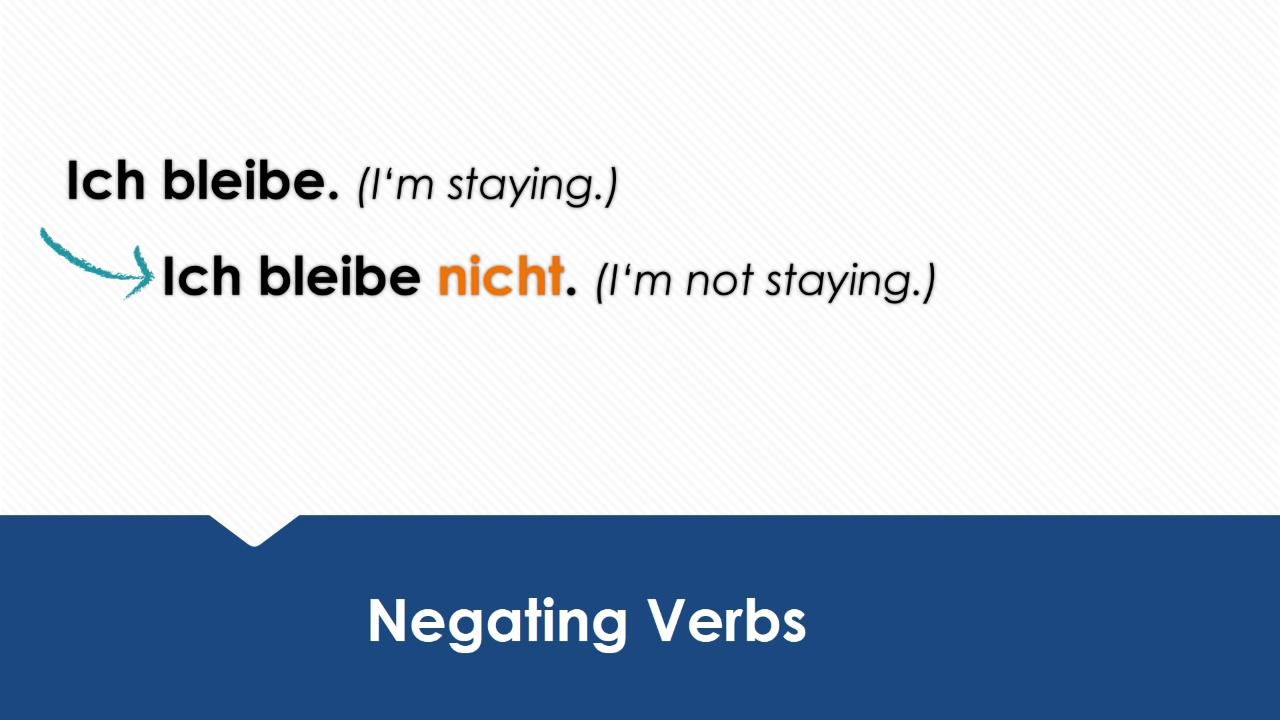 Ich bleibe. (I‘m staying.)
Ich bleibe nicht. (I‘m not staying.)
Negating Verbs